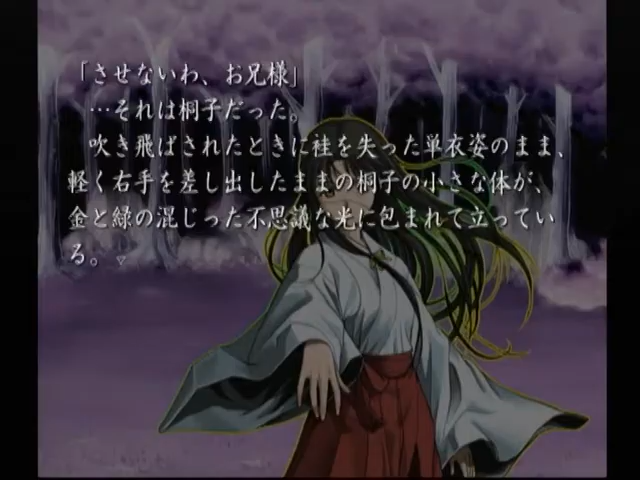 「させないわ、お兄様」
…それは桐子だった。
吹き飛ばされたときに袿を失った単衣姿のまま、
軽く右手を差し出したままの桐子の小さな体が、
金と緑の混じった不思議な光に包まれて立ってい
る。